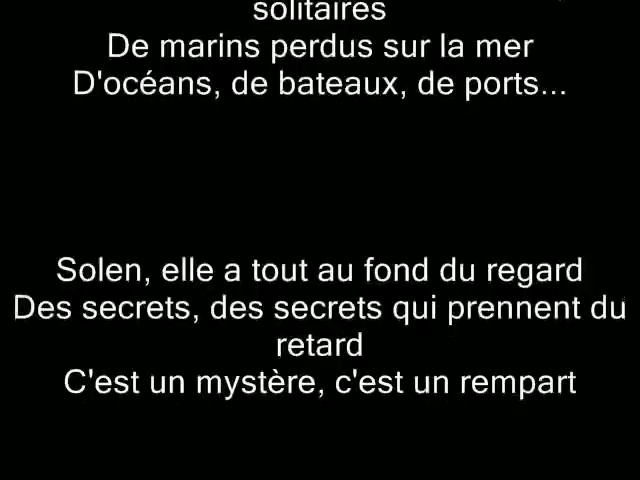 solitaires
De marins perdus sur la mer
D'océans, de bateaux, de ports...
Solen, elle a tout au fond du regard
Des secrets, des secrets qui prennent du
retard
C'est un mystère, c'est un rempart